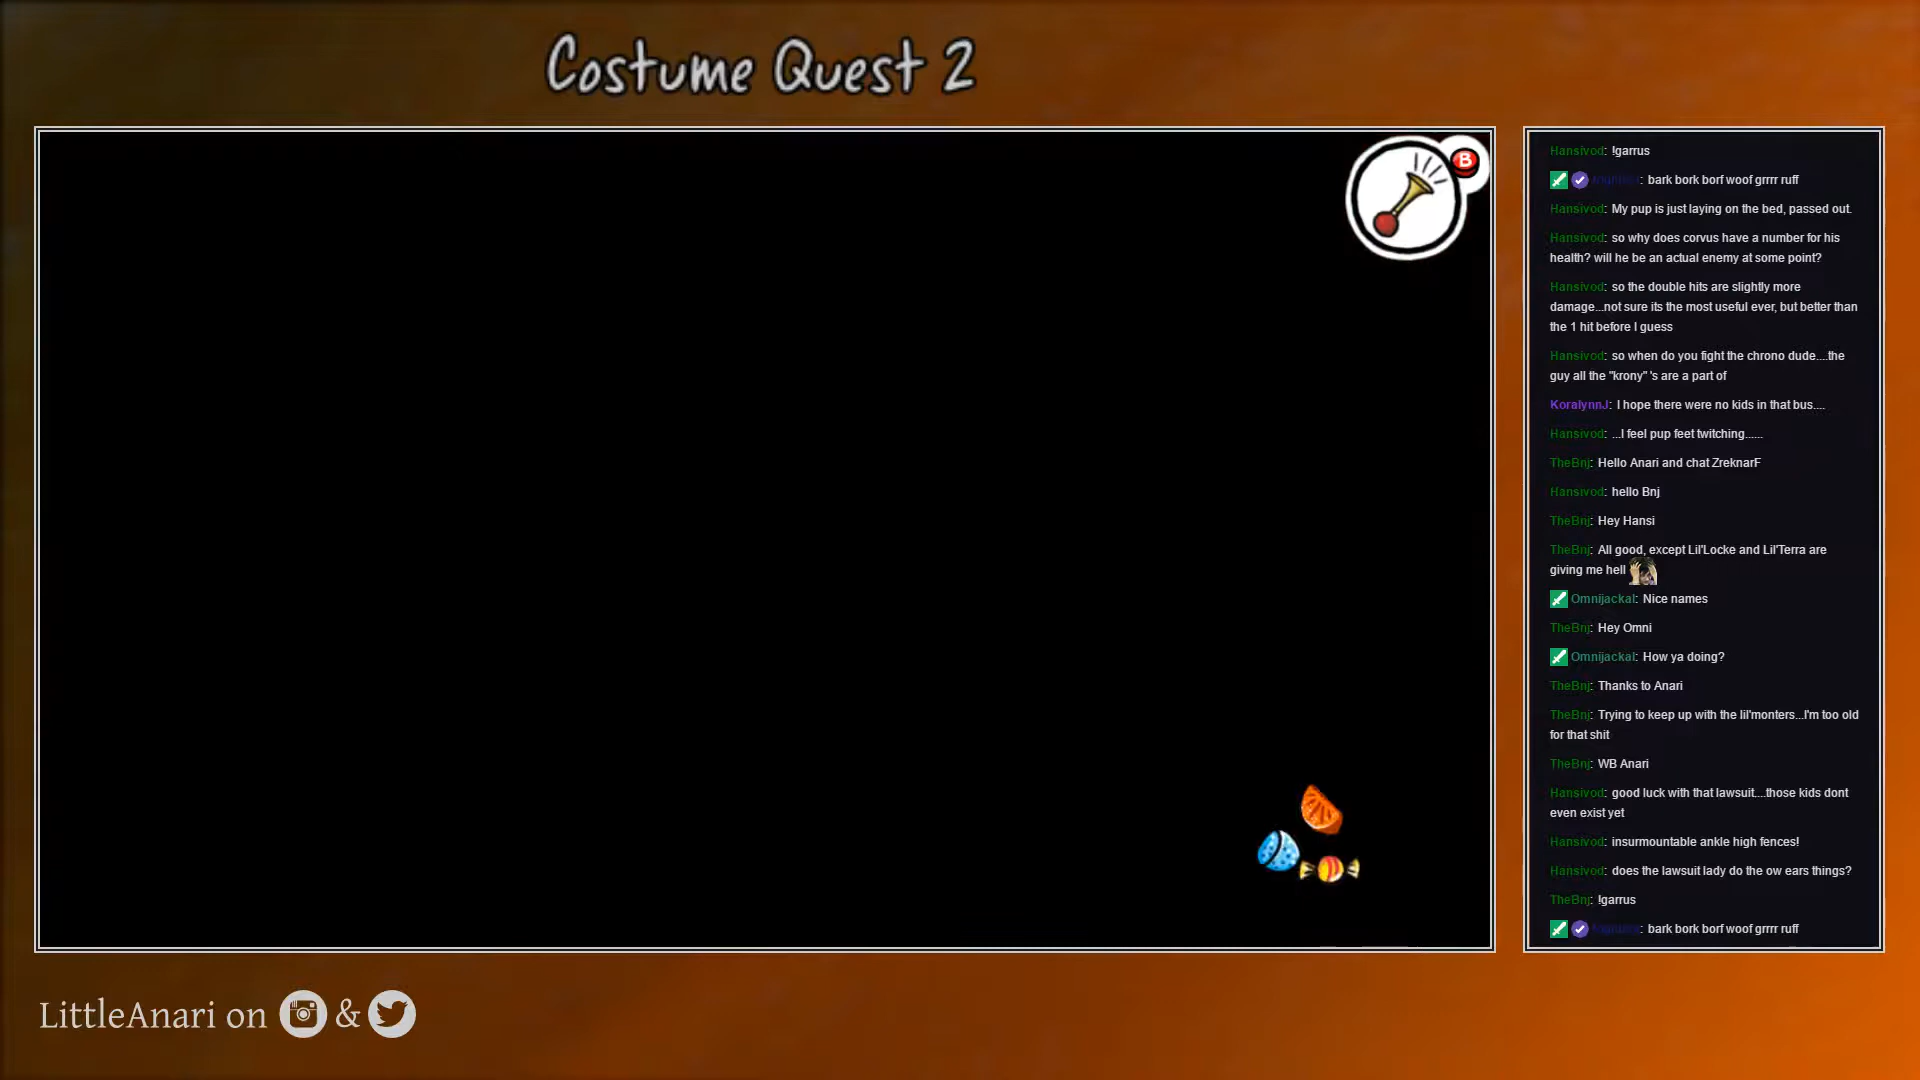 Costume Quest 2
B
Hansivod: !garrus
: bark bork borf woof grrrr ruff
Hansivod: My pup is just laying on the bed, passed out.
Hansivod: so why does corvus have a number for his
health? will he be an actual enemy at some point?
Hansivod: so the double hits are slightly more
damage...not sure its the most useful ever, but better than
the 1 hit before I guess
Hansivod: so when do you fight the chrono dude....the
guy all the "krony" 's are a part of
KoralynnJ: I hope there were no kids in that bus....
Hansivod: ...I feel pup feet twitching......
TheBnj: Hello Anari and chat ZreknarF
Hansivod: hello Bnj
TheBnj: Hey Hansi
TheBnj: All good, except Lil'Locke and Lil'Terra are
giving me hell
Omnijackal: Nice names
TheBnj: Hey Omni
Omnijackal: How ya doing?
TheBnj: Thanks to Anari
TheBnj: Trying to keep up with the lil'monters...I'm too old
for that shit
TheBnj: WB Anari
Hansivod: good luck with that lawsuit....those kids dont
even exist yet
Hansivod: insurmountable ankle high fences!
Hansivod: does the lawsuit lady do the ow ears things?
TheBnj: !garrus
: bark bork borf woof grrrr ruff
LittleAnari on &